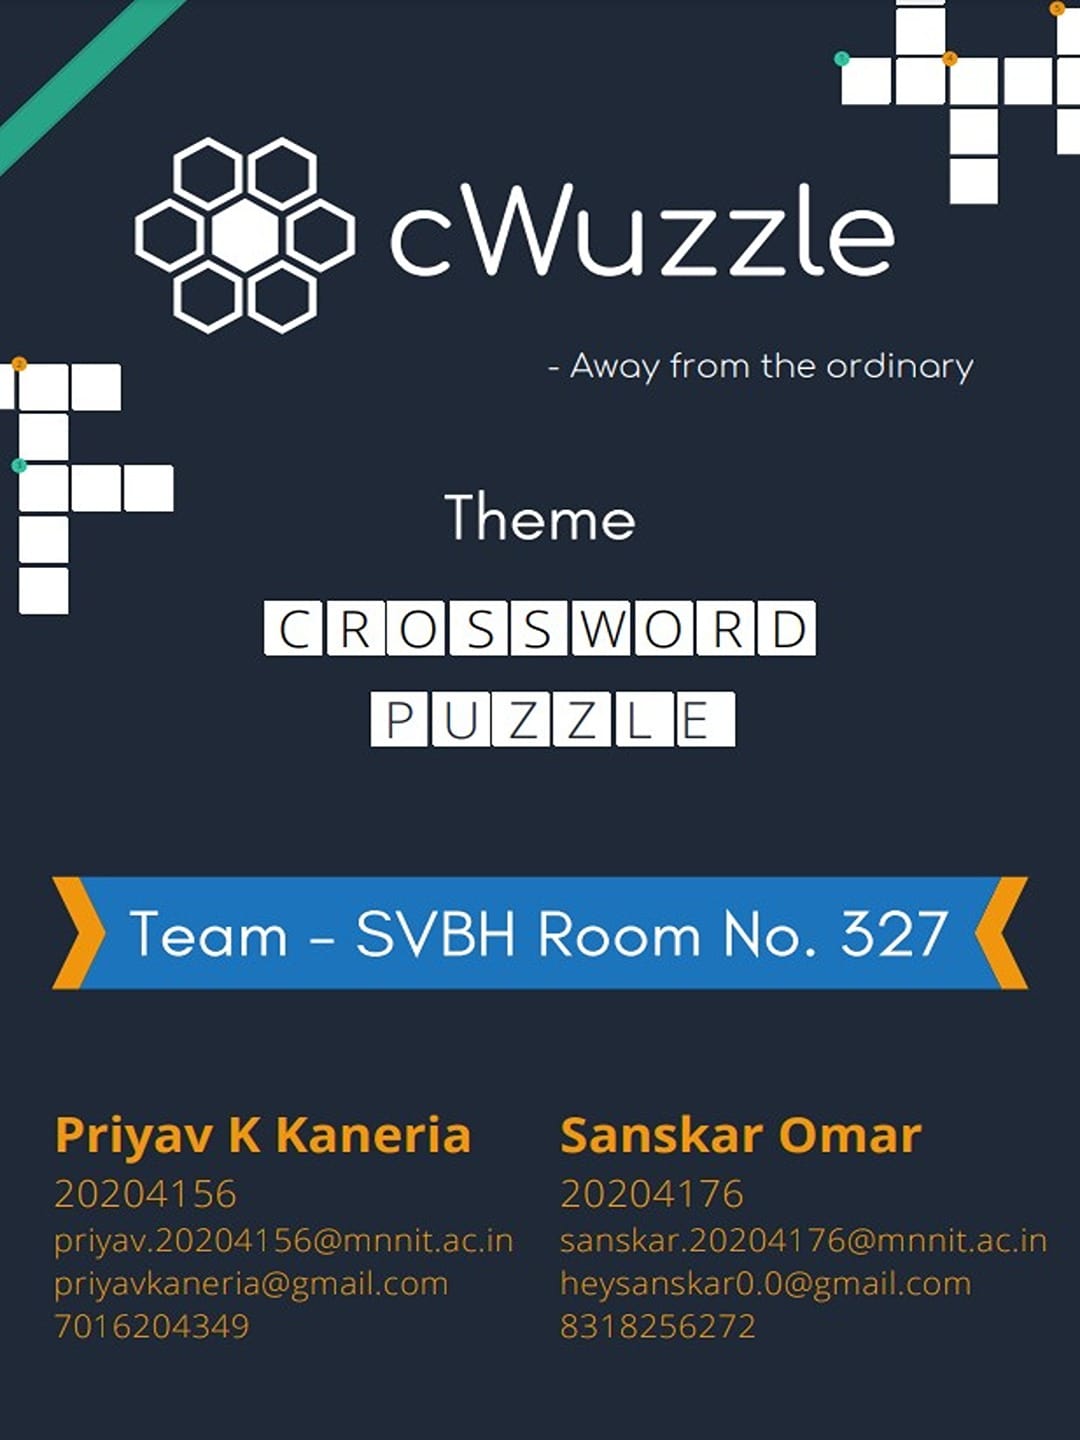 cWuzzle
- Away from the ordinary
Theme
CROSSWORD
PUZZLE
Team – SVBH Room No. 327
Priyav K Kaneria
20204156
priyav.20204156@mnnit.ac.in
priyavkaneria@gmail.com
7016204349
Sanskar Omar
20204176
sanskar.20204176@mnnit.ac.in
heysanskar0.0@gmail.com
8318256272